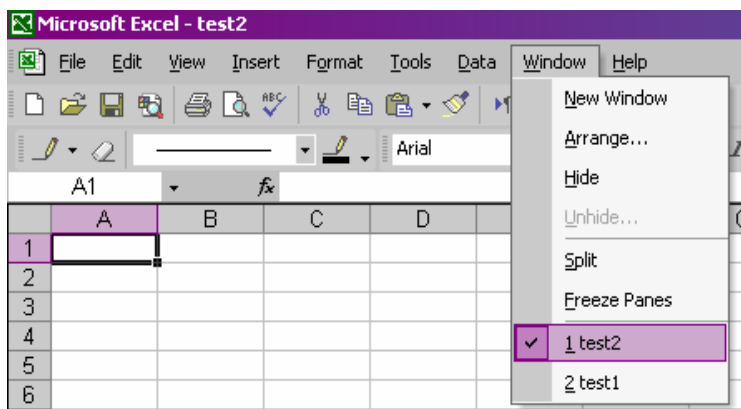 Microsoft Excel - test2
File Edit View Insert Format Tools Data Window Help
New Window
ABC
Arrange...
Arial
Hide
A1 fx
Unhide...
A B C D
1
Split
2
Freeze Panes
3
4
1 test2
5
2 test1
6